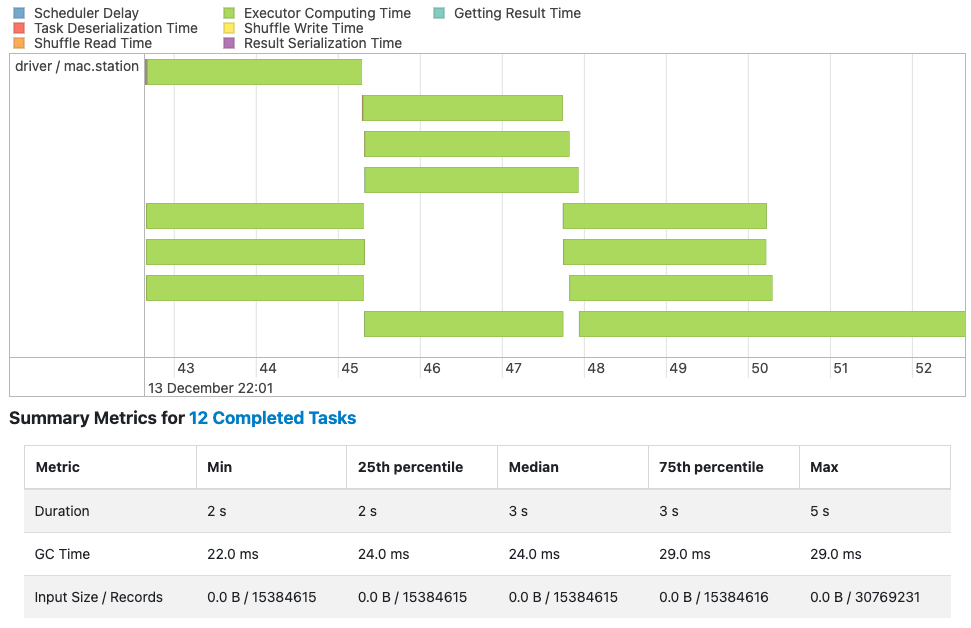 Scheduler Delay Executor Computing Time Getting Result Time
Task Deserialization Time Shuffle Write Time
Shuffle Read Time Result Serialization Time
driver / mac.station
43 44 45 46 47 48 49 50 51 52
13 December 22:01
Summary Metrics for 12 Completed Tasks
Metric Min 25th percentile Median 75th percentile Max
Duration 2 s 2 s 3 s 3 s 5 s
GC Time 22.0 ms 24.0 ms 24.0 ms 29.0 ms 29.0 ms
Input Size / Records 0.0 B / 15384615 0.0 B / 15384615 0.0 B / 15384615 0.0 B / 15384616 0.0 B / 30769231